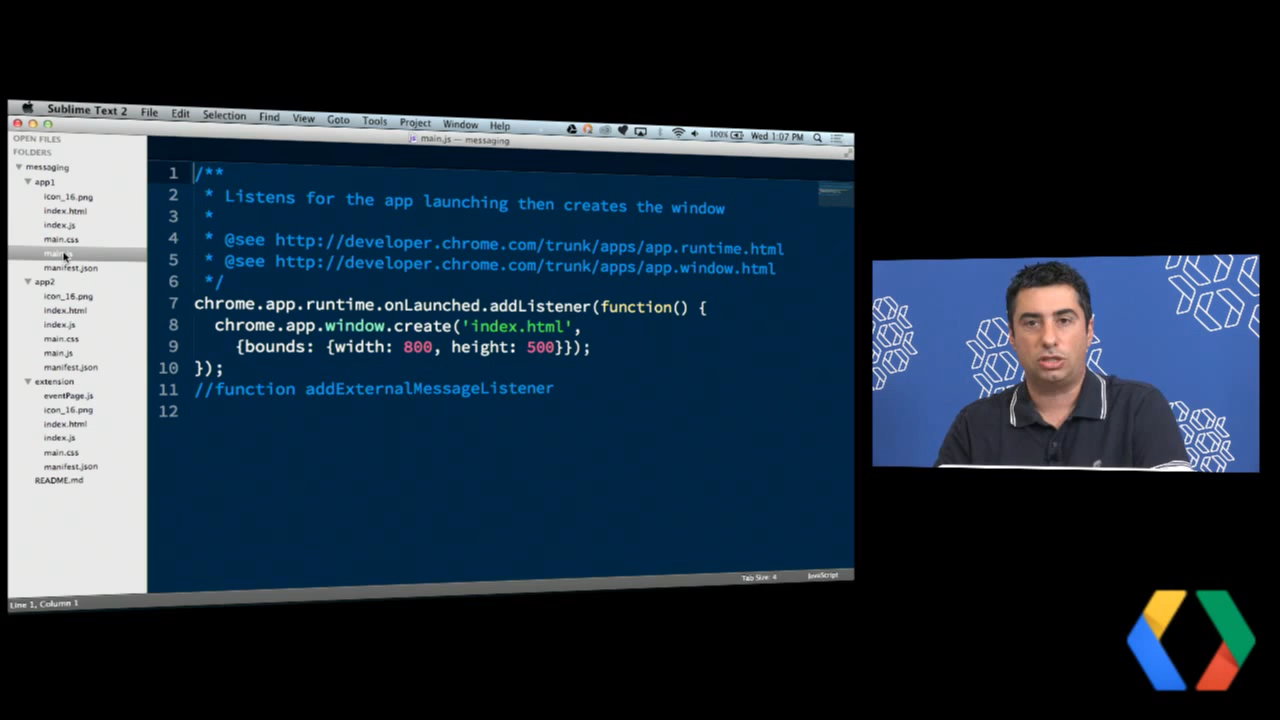 Sublime Text 2 File Edit Selection Find View Goto Tools Project Window Help 100% Wed 1:07 PM
main.js — messaging
OPEN FILES
FOLDERS
messaging
app1
icon_16.png
index.html
index.js
main.css
manifest.json
app2
icon_16.png
index.html
index.js
main.css
main.js
manifest.json
extension
eventPage.js
icon_16.png
index.html
index.js
main.css
manifest.json
README.md
1 /**
2 * Listens for the app launching then creates the window
3 *
4 * @see http://developer.chrome.com/trunk/apps/app.runtime.html
5 * @see http://developer.chrome.com/trunk/apps/app.window.html
6 */
7 chrome.app.runtime.onLaunched.addListener(function() {
8 chrome.app.window.create('index.html',
9 {bounds: {width: 800, height: 500}});
10 });
11 //function addExternalMessageListener
12
Line 1, Column 1
Tab Size: 4
JavaScript